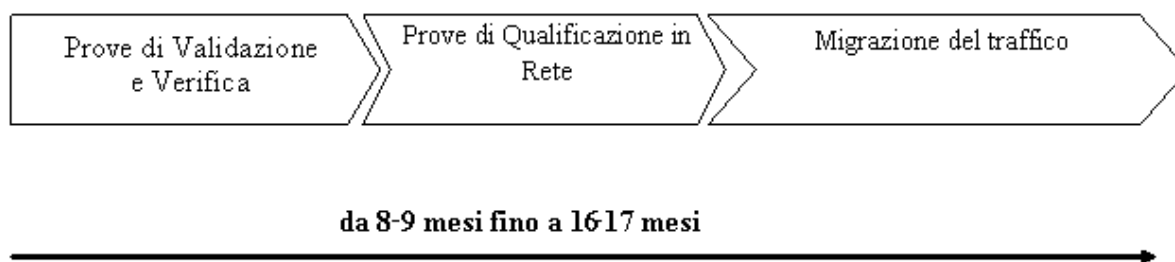 Prove di Validazione
e Verifica
Prove di Qualificazione in
Rete
Migrazione del traffico
da 8-9 mesi fino a 16-17 mesi